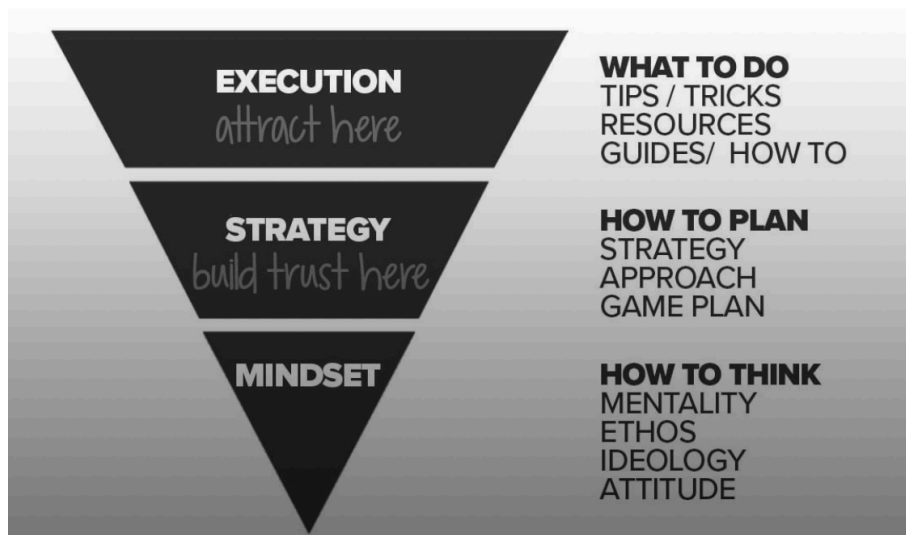 EXECUTION
attract here
WHAT TO DO
TIPS / TRICKS
RESOURCES
GUIDES/ HOW TO
STRATEGY
build trust here
HOW TO PLAN
STRATEGY
APPROACH
GAME PLAN
MINDSET
HOW TO THINK
MENTALITY
ETHOS
IDEOLOGY
ATTITUDE